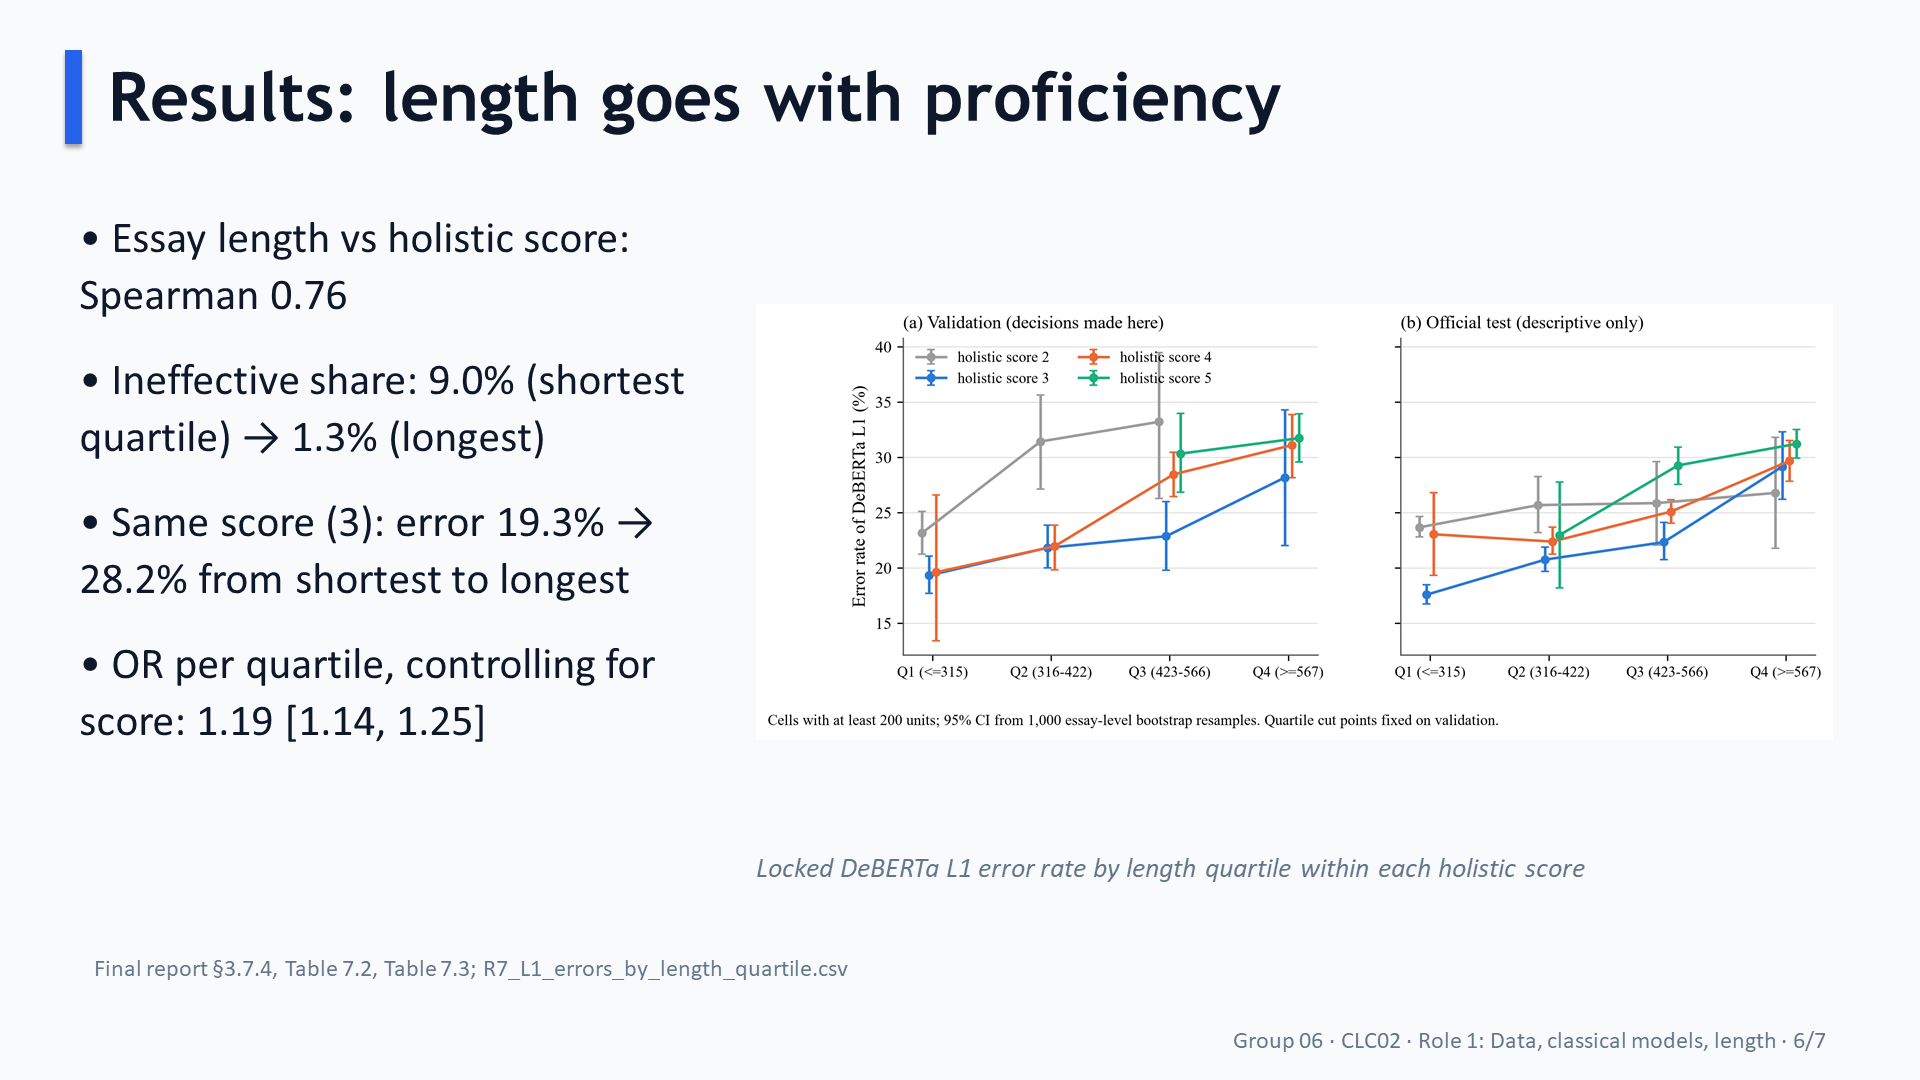 Results: length goes with proficiency
• Essay length vs holistic score:
Spearman 0.76
• Ineffective share: 9.0% (shortest
quartile) → 1.3% (longest)
• Same score (3): error 19.3% →
28.2% from shortest to longest
• OR per quartile, controlling for
score: 1.19 [1.14, 1.25]
(a) Validation (decisions made here)
holistic score 2
holistic score 3
holistic score 4
holistic score 5
Error rate of DeBERTa L1 (%)
40
35
30
25
20
15
Q1 (<=315) Q2 (316-422) Q3 (423-566) Q4 (>=567)
(b) Official test (descriptive only)
Q1 (<=315) Q2 (316-422) Q3 (423-566) Q4 (>=567)
Cells with at least 200 units; 95% CI from 1,000 essay-level bootstrap resamples. Quartile cut points fixed on validation.
Locked DeBERTa L1 error rate by length quartile within each holistic score
Final report §3.7.4, Table 7.2, Table 7.3; R7_L1_errors_by_length_quartile.csv
Group 06 · CLC02 · Role 1: Data, classical models, length · 6/7